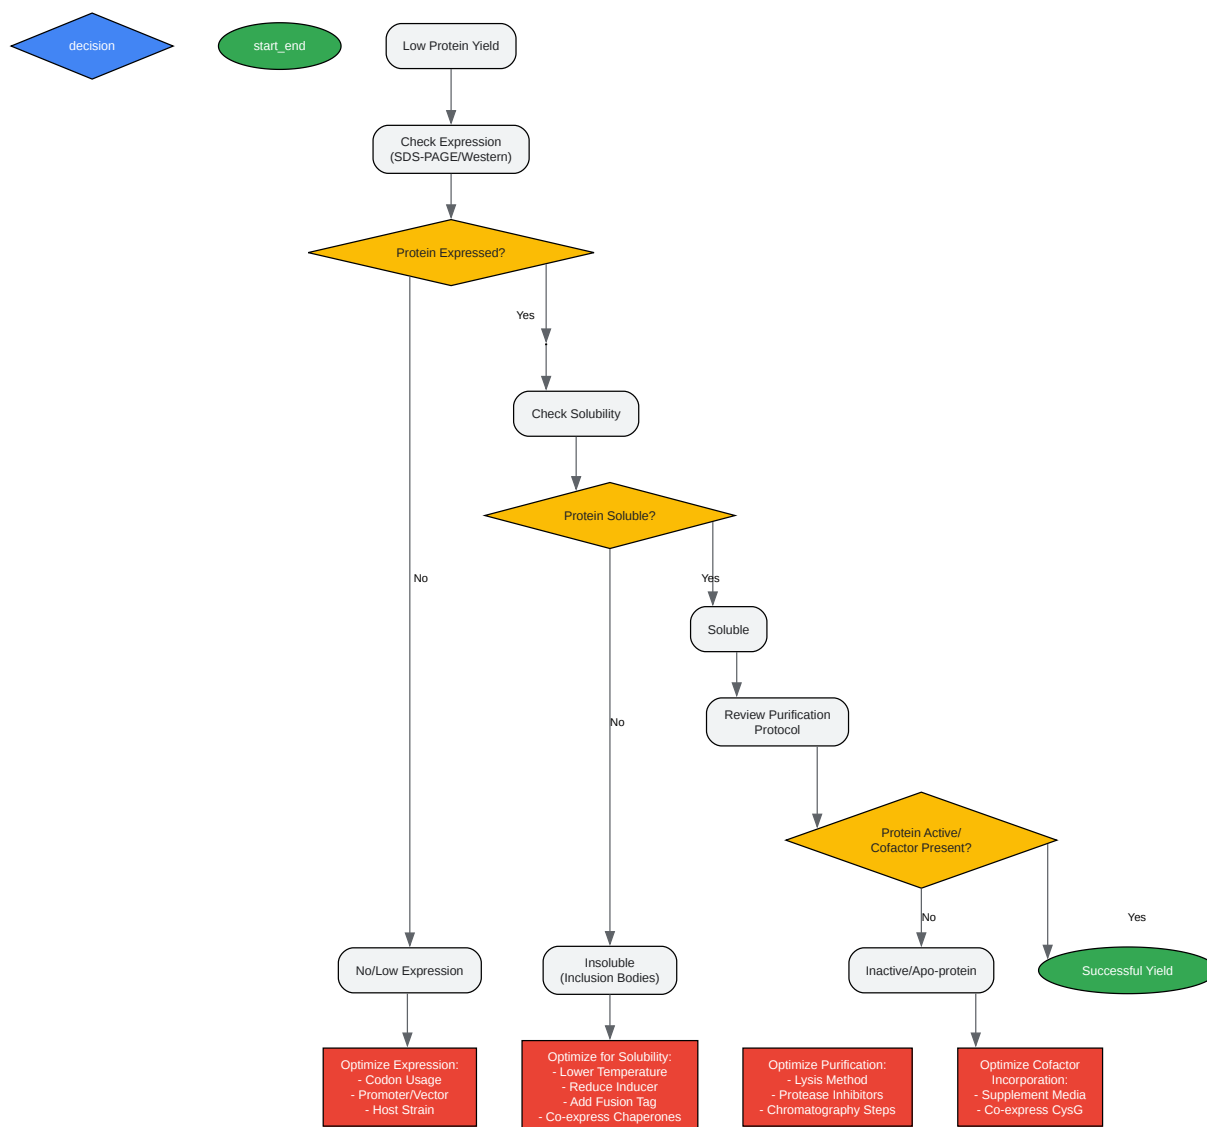 decision
start_end
Low Protein Yield
Check Expression
(SDS-PAGE/Western)
Protein Expressed?
Yes
Check Solubility
Protein Soluble?
No
Yes
Soluble
No
Review Purification
Protocol
Protein Active/
Cofactor Present?
No
Yes
No/Low Expression
Insoluble
(Inclusion Bodies)
Inactive/Apo-protein
Successful Yield
Optimize Expression:
- Codon Usage
- Promoter/Vector
- Host Strain
Optimize for Solubility:
- Lower Temperature
- Reduce Inducer
- Add Fusion Tag
- Co-express Chaperones
Optimize Purification:
- Lysis Method
- Protease Inhibitors
- Chromatography Steps
Optimize Cofactor
Incorporation:
- Supplement Media
- Co-express CysG